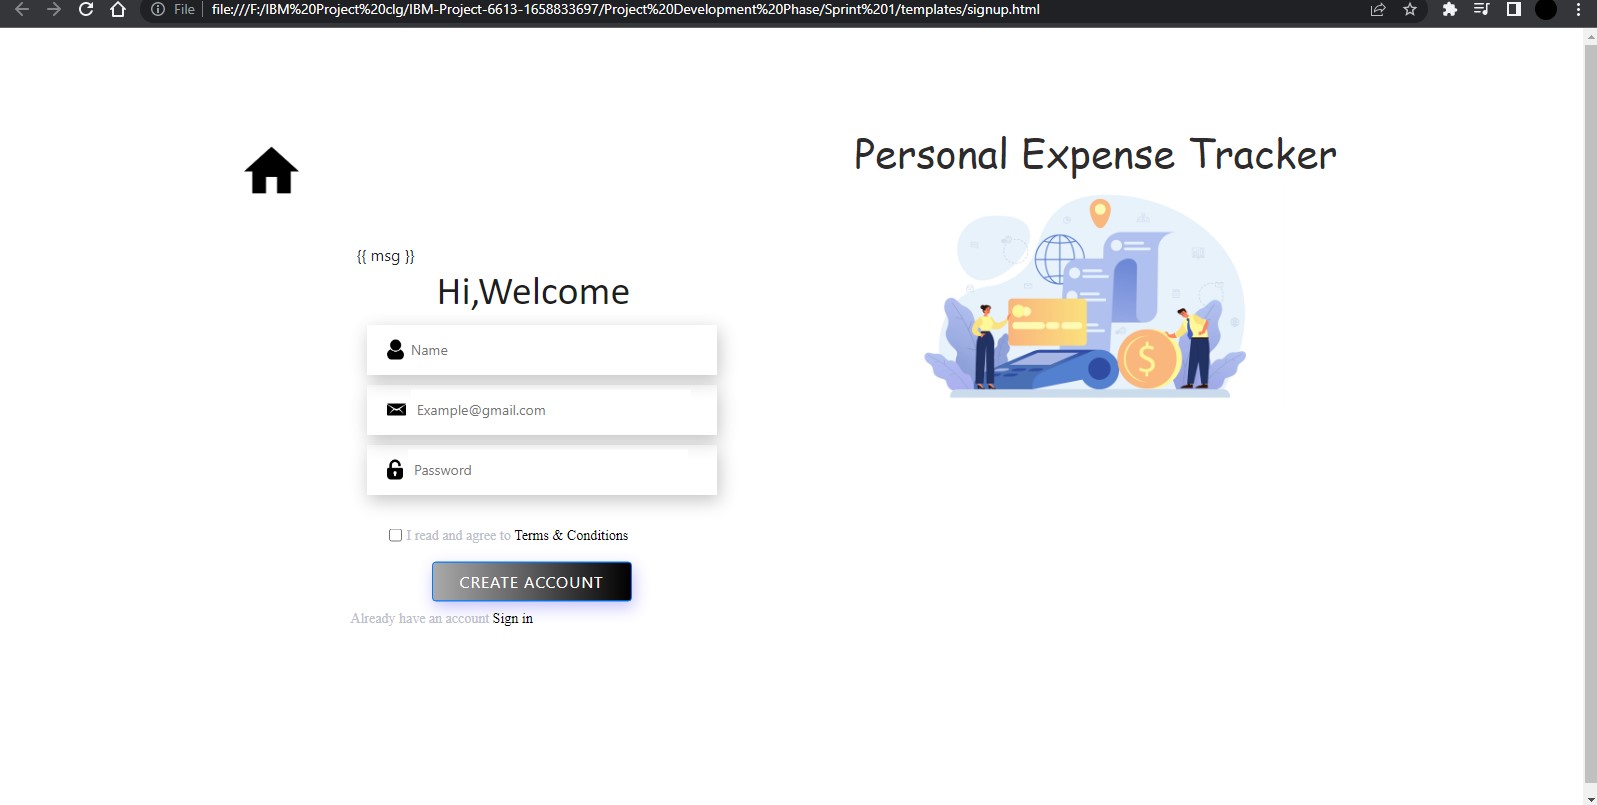 File file:///F:/IBM%20Project%20clg/IBM-Project-6613-1658833697/Project%20Development%20Phase/Sprint%201/templates/signup.html
Personal Expense Tracker
{{ msg }}
Hi,Welcome
Name
Example@gmail.com
Password
I read and agree to Terms & Conditions
CREATE ACCOUNT
Already have an account Sign in